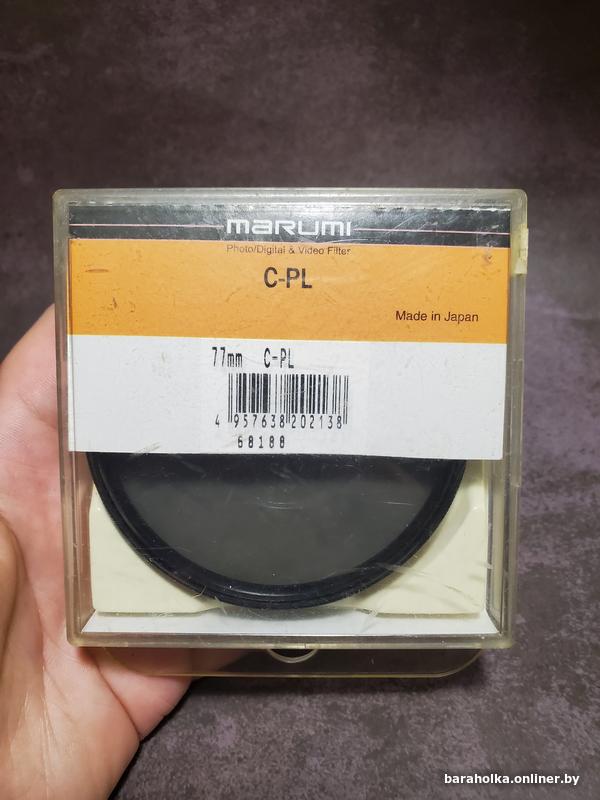 marumi
Photo/Digital & Video Filter
C-PL
Made in Japan
77mm C-PL
4 957638 202138
68188
baraholka.onliner.by